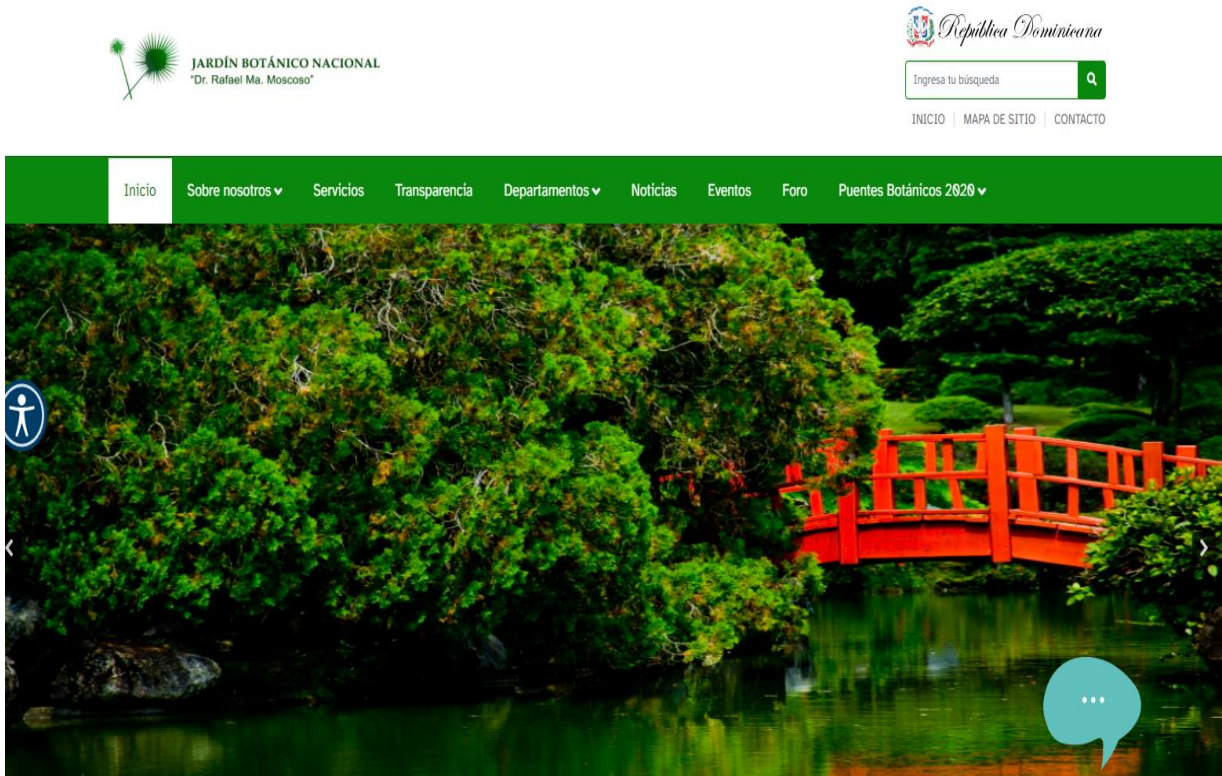 JARDÍN BOTÁNICO NACIONAL
"Dr. Rafael Ma. Moscoso"
República Dominicana
Ingresa tu búsqueda
INICIO | MAPA DE SITIO | CONTACTO
Inicio Sobre nosotros Servicios Transparencia Departamentos Noticias Eventos Foro Puentes Botánicos 2020